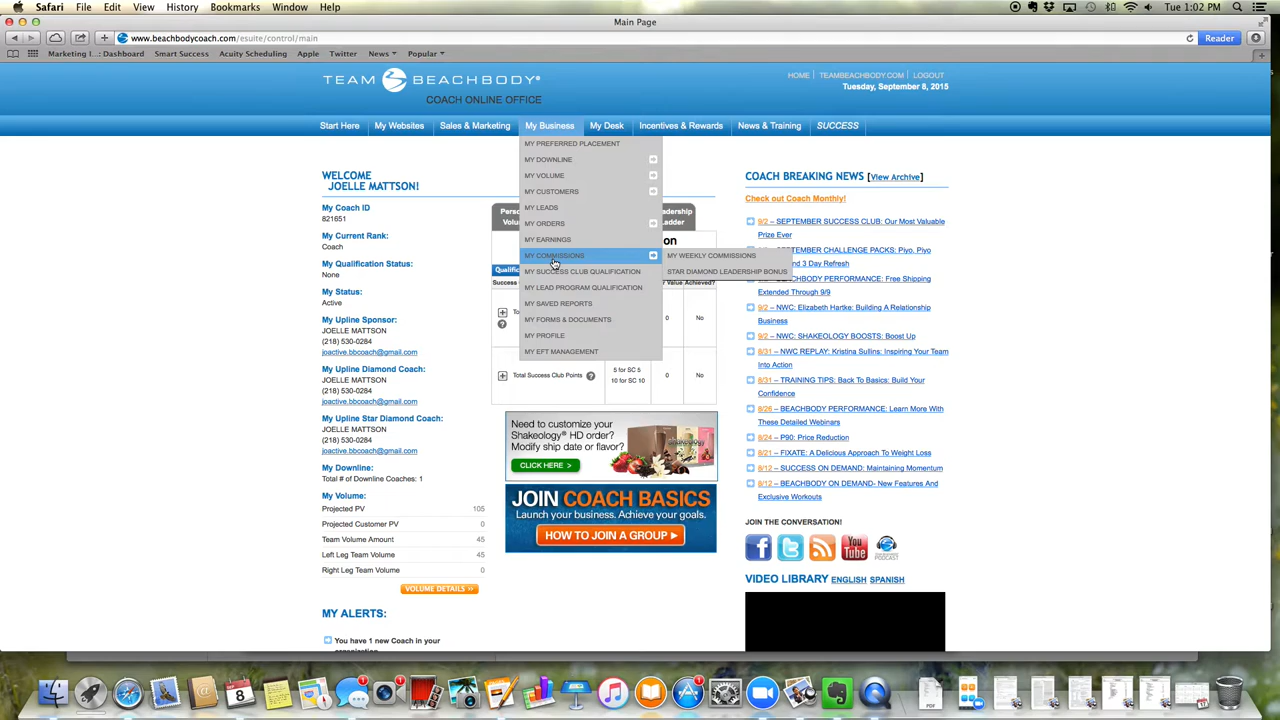 Safari File Edit View History Bookmarks Window Help
Tue 1:02 PM
Main Page
www.beachbodycoach.com/esuite/control/main
Reader
Marketing I...: Dashboard Smart Success Acuity Scheduling Apple Twitter News Popular
TEAM BEACHBODY®
COACH ONLINE OFFICE
HOME | TEAMBEACHBODY.COM | LOGOUT
Tuesday, September 8, 2015
Start Here My Websites Sales & Marketing My Business My Desk Incentives & Rewards News & Training SUCCESS
WELCOME
JOELLE MATTSON!
My Coach ID
821651
My Current Rank:
Coach
My Qualification Status:
None
My Status:
Active
My Upline Sponsor:
JOELLE MATTSON
(218) 530-0284
joactive.bbcoach@gmail.com
My Upline Diamond Coach:
JOELLE MATTSON
(218) 530-0284
joactive.bbcoach@gmail.com
My Upline Star Diamond Coach:
JOELLE MATTSON
(218) 530-0284
joactive.bbcoach@gmail.com
My Downline:
Total # of Downline Coaches: 1
My Volume:
Projected PV 105
Projected Customer PV 0
Team Volume Amount 45
Left Leg Team Volume 45
Right Leg Team Volume 0
VOLUME DETAILS >>
MY ALERTS:
You have 1 new Coach in your
organization
MY PREFERRED PLACEMENT
MY DOWNLINE
MY VOLUME
MY CUSTOMERS
MY LEADS
MY ORDERS
MY EARNINGS
MY COMMISSIONS
MY SUCCESS CLUB QUALIFICATION
MY LEAD PROGRAM QUALIFICATION
MY SAVED REPORTS
MY FORMS & DOCUMENTS
MY PROFILE
MY EFT MANAGEMENT
MY WEEKLY COMMISSIONS
STAR DIAMOND LEADERSHIP BONUS
Value Achieved?
0 No
Total Success Club Points
5 for SC 5
10 for SC 10
0 No
Need to customize your
Shakeology® HD order?
Modify ship date or flavor?
CLICK HERE >
JOIN COACH BASICS
Launch your business. Achieve your goals.
HOW TO JOIN A GROUP ▶
COACH BREAKING NEWS [View Archive]
Check out Coach Monthly!
9/2 – SEPTEMBER SUCCESS CLUB: Our Most Valuable
Prize Ever
SEPTEMBER CHALLENGE PACKS: Piyo, Piyo,
and 3 Day Refresh
BEACHBODY PERFORMANCE: Free Shipping
Extended Through 9/9
9/2 – NWC: Elizabeth Hartke: Building A Relationship
Business
9/2 – NWC: SHAKEOLOGY BOOSTS: Boost Up
8/31 – NWC REPLAY: Kristina Sullins: Inspiring Your Team
Into Action
8/31 – TRAINING TIPS: Back To Basics: Build Your
Confidence
8/26 – BEACHBODY PERFORMANCE: Learn More With
These Detailed Webinars
8/24 – P90: Price Reduction
8/21 – FIXATE: A Delicious Approach To Weight Loss
8/12 – SUCCESS ON DEMAND: Maintaining Momentum
8/12 – BEACHBODY ON DEMAND- New Features And
Exclusive Workouts
JOIN THE CONVERSATION!
You Tube
PODCAST
VIDEO LIBRARY ENGLISH SPANISH